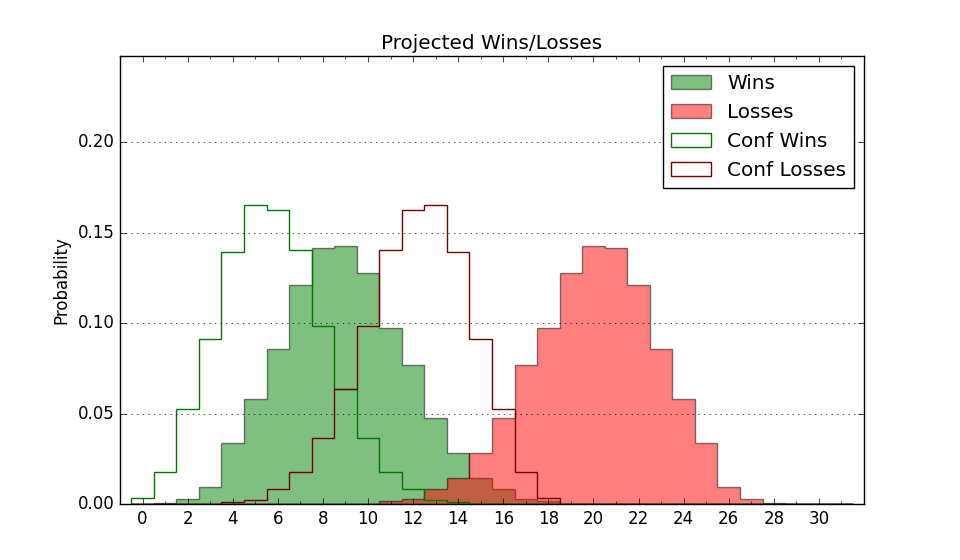 Projected Wins/Losses
Wins
Losses
Conf Wins
Conf Losses
Probability
0.20
0.15
0.10
0.05
0.00
0 2 4 6 8 10 12 14 16 18 20 22 24 26 28 30